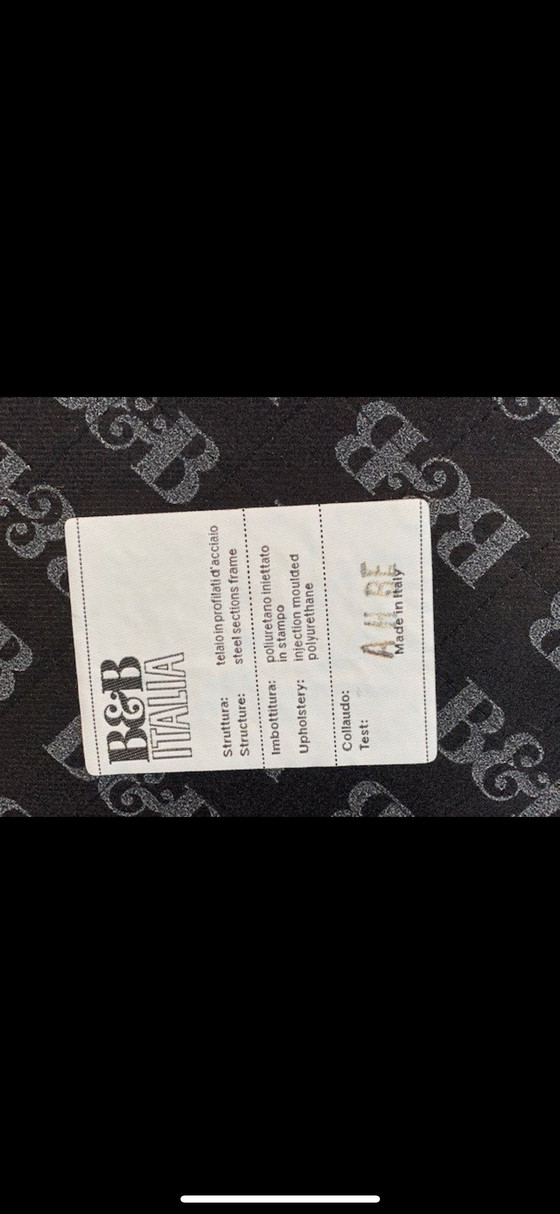 B&B
ITALIA
Struttura: telaio in profilati d'acciaio
Structure: steel sections frame
Imbottitura: poliuretano iniettato
in stampo
Upholstery: injection moulded
polyurethane
Collaudo:
Test:
Made in Italy
B&B
B&B
B&B
B&B